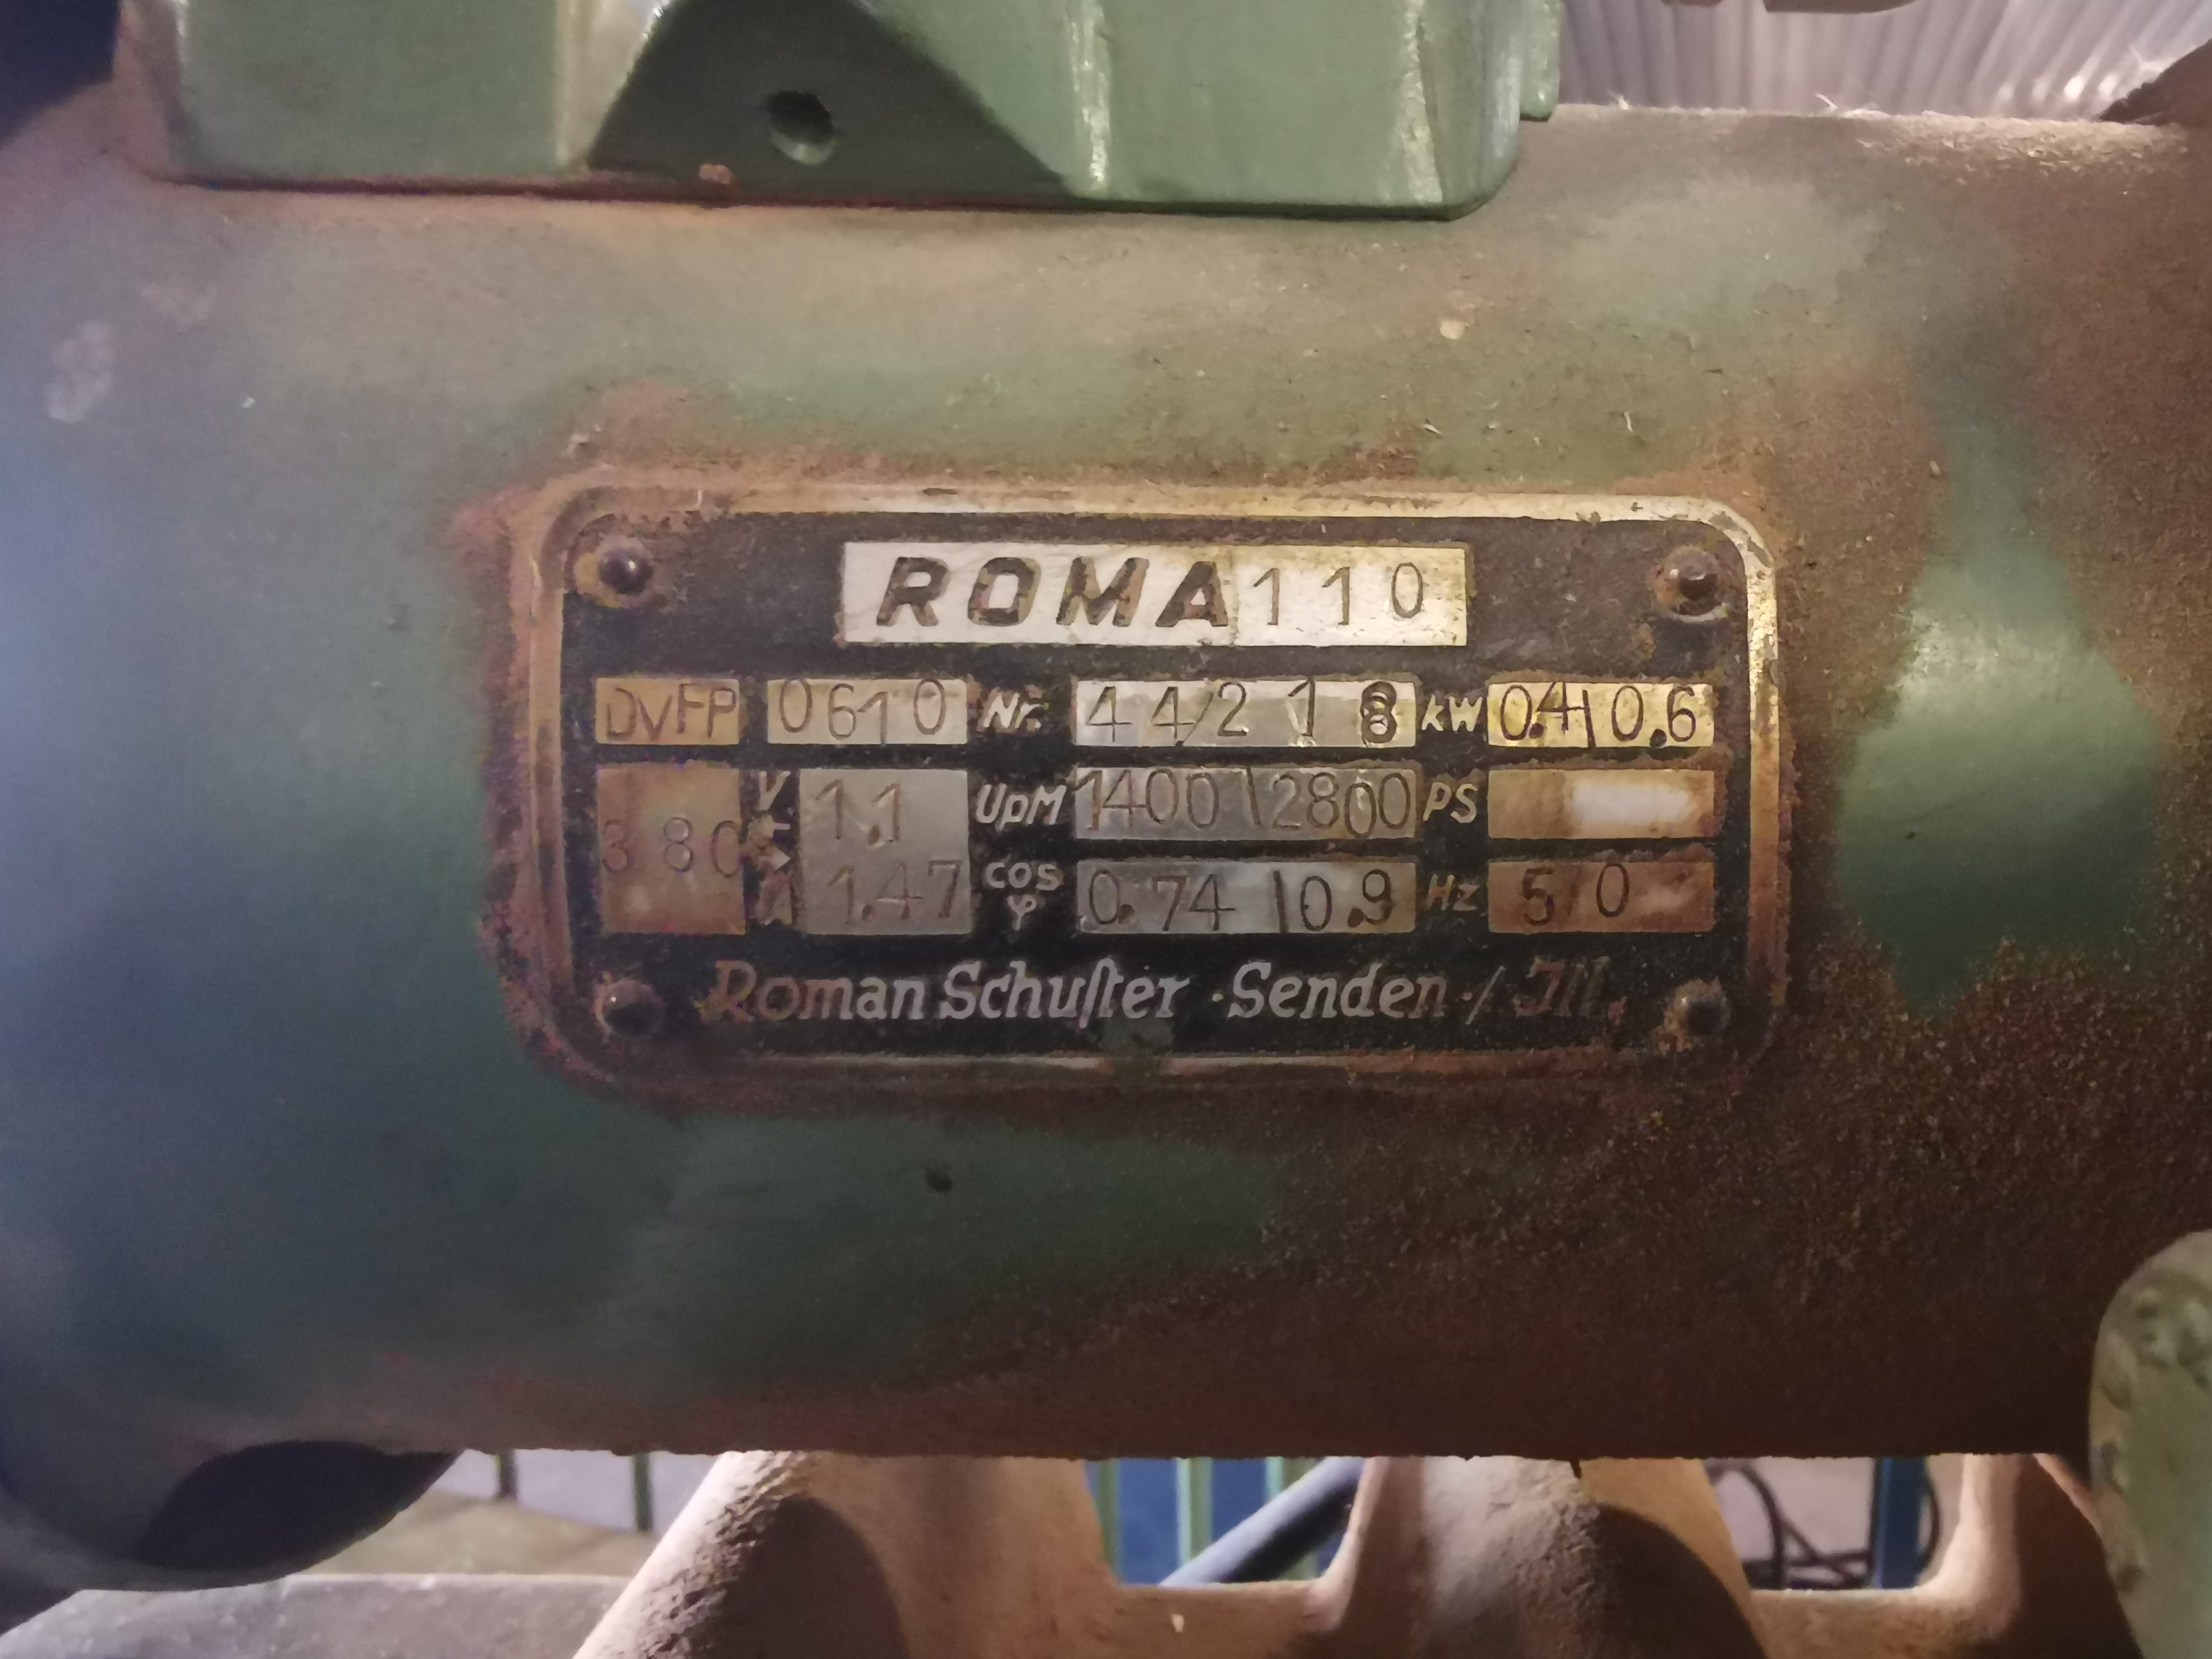 ROMA 110
DVFP 0610 Nr. 44/218 kW 0.4\0.6
380 V 1.1 UpM 1400\2800 PS
A 1.47 cos φ 0.74\0.9 Hz 50
Roman Schuſter · Senden · / Jll.